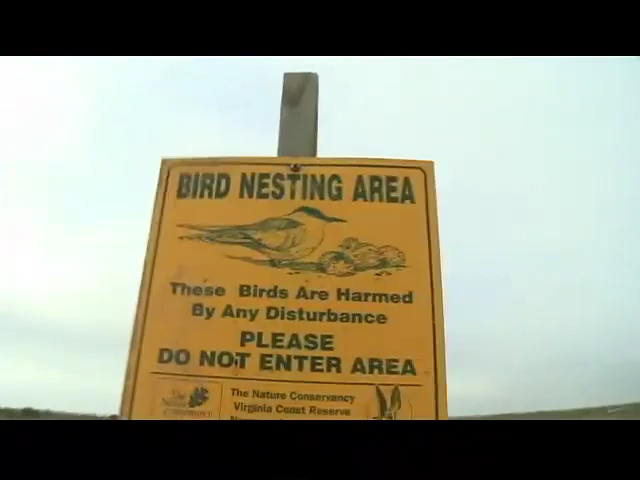 BIRD NESTING AREA
These Birds Are Harmed
By Any Disturbance
PLEASE
DO NOT ENTER AREA
The Nature Conservancy
Virginia Coast Reserve